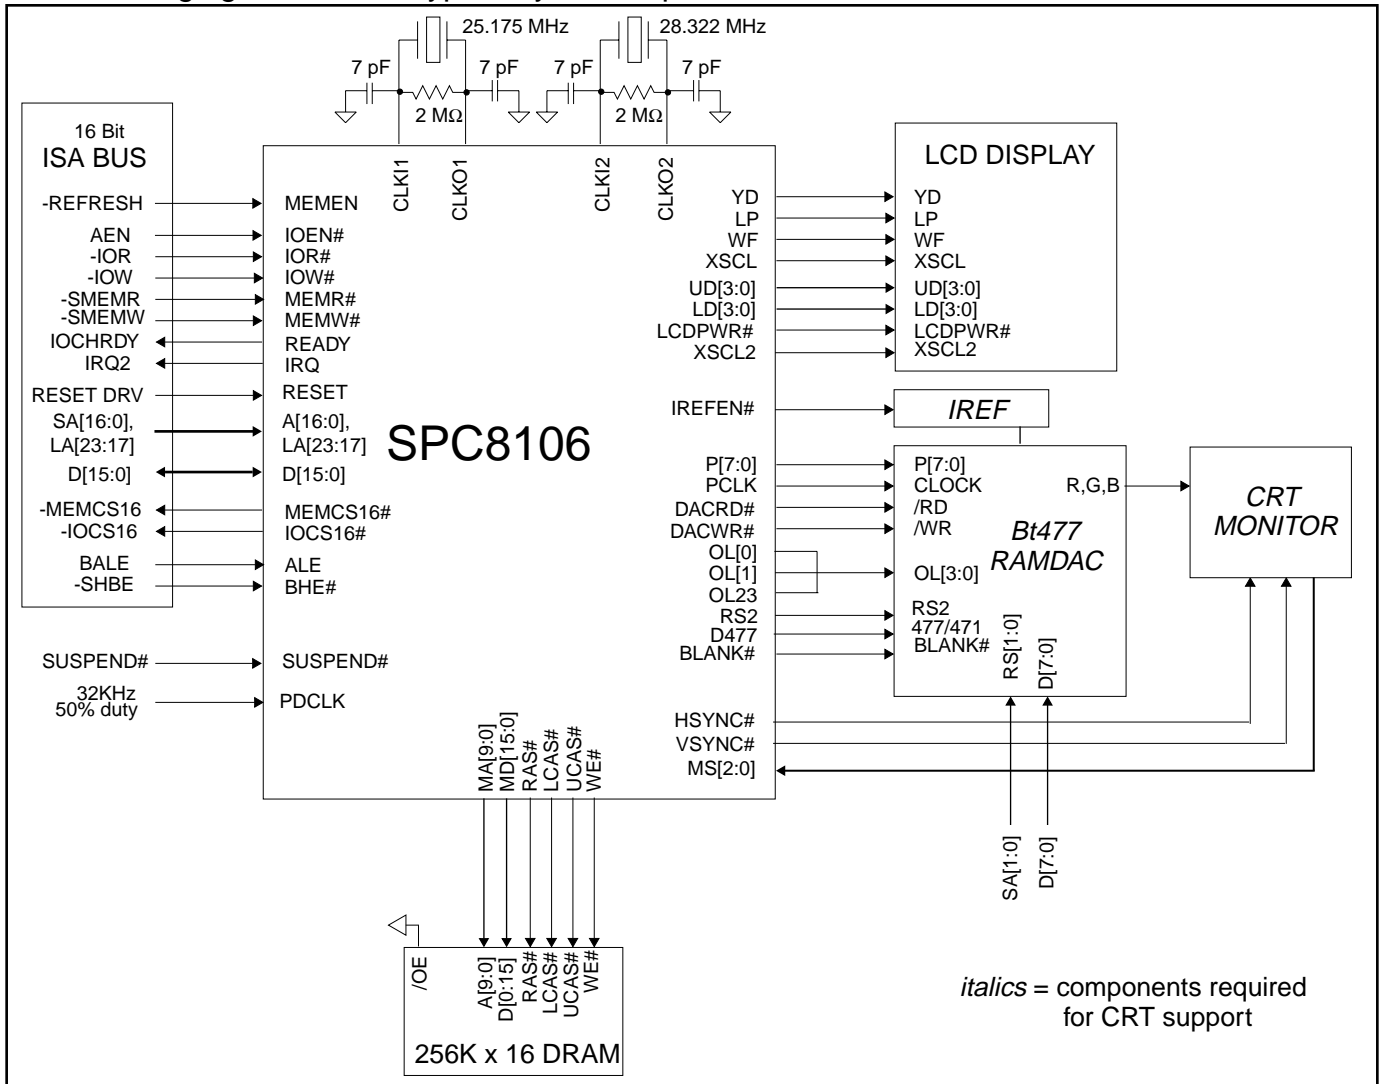 25.175 MHz
28.322 MHz
7 pF
7 pF
7 pF
7 pF
2 MΩ
2 MΩ
16 Bit
ISA BUS
-REFRESH
AEN
-IOR
-IOW
-SMEMR
-SMEMW
IOCHRDY
IRQ2
RESET DRV
SA[16:0],
LA[23:17]
D[15:0]
-MEMCS16
-IOCS16
BALE
-SHBE
SUSPEND#
32KHz
50% duty
CLKI1
CLKO1
CLKI2
CLKO2
MEMEN
IOEN#
IOR#
IOW#
MEMR#
MEMW#
READY
IRQ
RESET
A[16:0],
LA[23:17]
D[15:0]
MEMCS16#
IOCS16#
ALE
BHE#
SUSPEND#
PDCLK
SPC8106
YD
LP
WF
XSCL
UD[3:0]
LD[3:0]
LCDPWR#
XSCL2
IREFEN#
P[7:0]
PCLK
DACRD#
DACWR#
OL[0]
OL[1]
OL23
RS2
D477
BLANK#
HSYNC#
VSYNC#
MS[2:0]
MA[9:0]
MD[15:0]
RAS#
LCAS#
UCAS#
WE#
LCD DISPLAY
YD
LP
WF
XSCL
UD[3:0]
LD[3:0]
LCDPWR#
XSCL2
IREF
P[7:0]
CLOCK
/RD
/WR
OL[3:0]
RS2
477/471
BLANK#
R,G,B
Bt477
RAMDAC
RS[1:0]
D[7:0]
CRT
MONITOR
SA[1:0]
D[7:0]
/OE
A[9:0]
D[0:15]
RAS#
LCAS#
UCAS#
WE#
256K x 16 DRAM
italics = components required
for CRT support